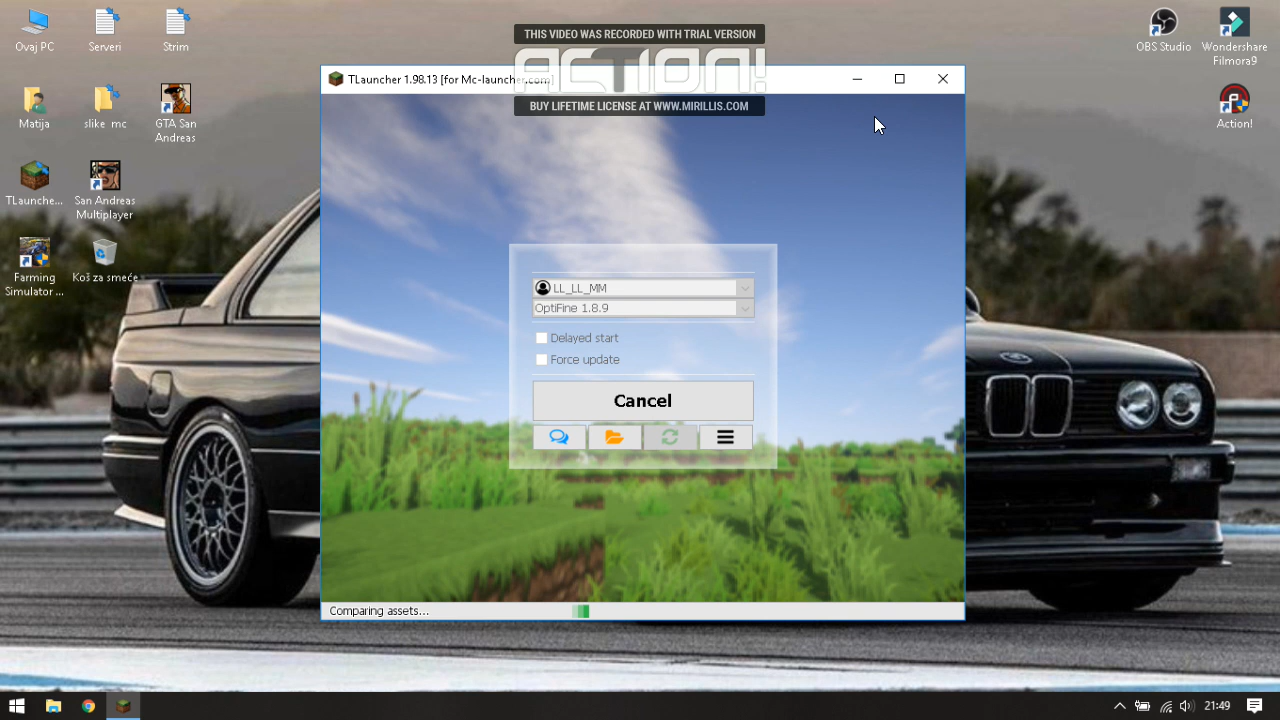 Ovaj PC
Serveri
Strim
THIS VIDEO WAS RECORDED WITH TRIAL VERSION
ACTION!
BUY LIFETIME LICENSE AT WWW.MIRILLIS.COM
OBS Studio
Wondershare
Filmora9
TLauncher 1.98.13 [for Mc-launcher.com]
Matija
slike mc
GTA San
Andreas
Action!
TLaunche...
San Andreas
Multiplayer
Farming
Simulator ...
Koš za smeće
LL_LL_MM
OptiFine 1.8.9
Delayed start
Force update
Cancel
Comparing assets...
21:49